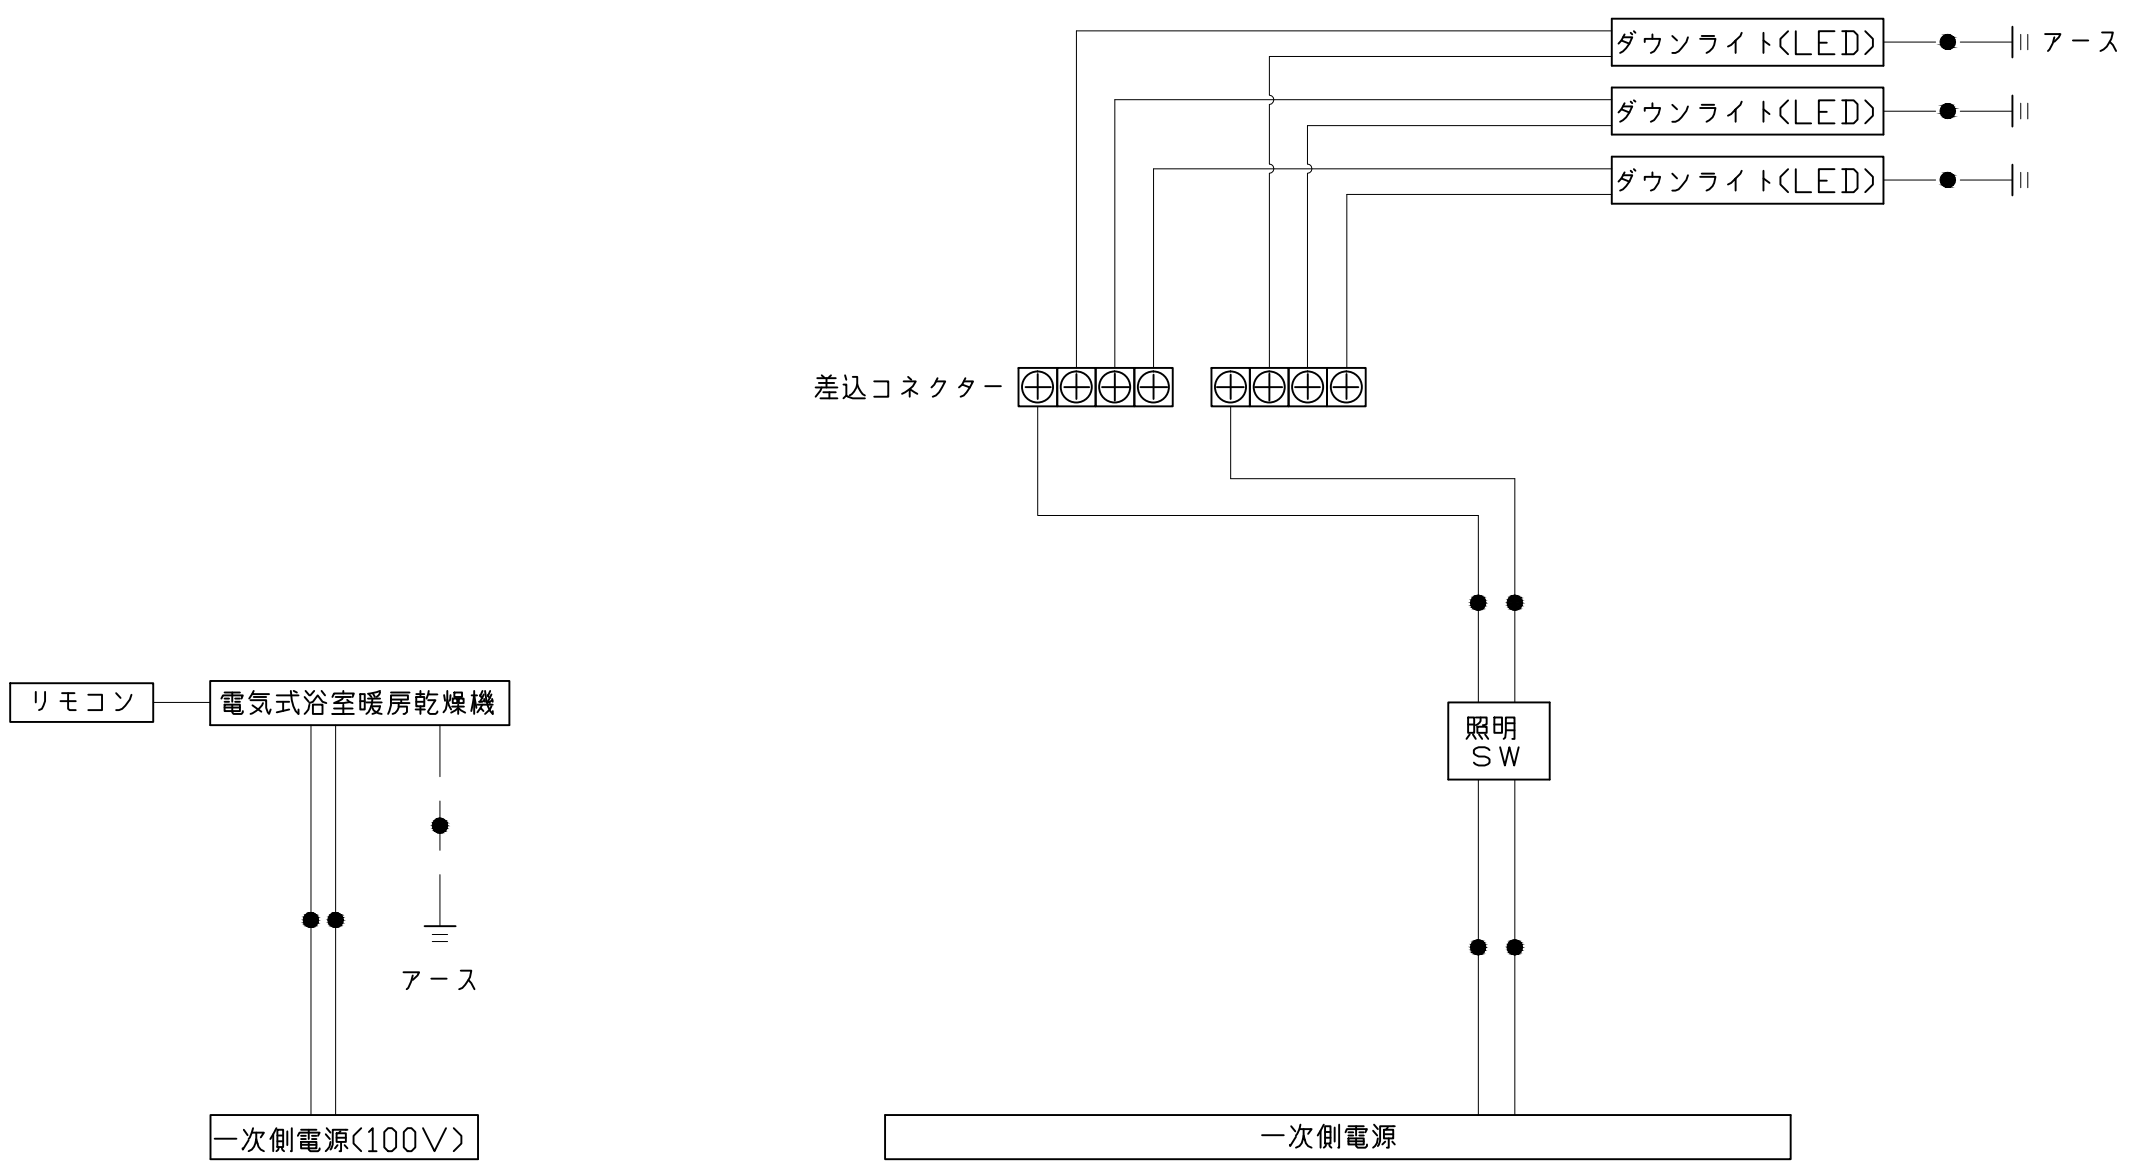 ダウンライト(LED)
アース
ダウンライト(LED)
ダウンライト(LED)
差込コネクター
リモコン
電気式浴室暖房乾燥機
照明
SW
アース
一次側電源(100V)
一次側電源